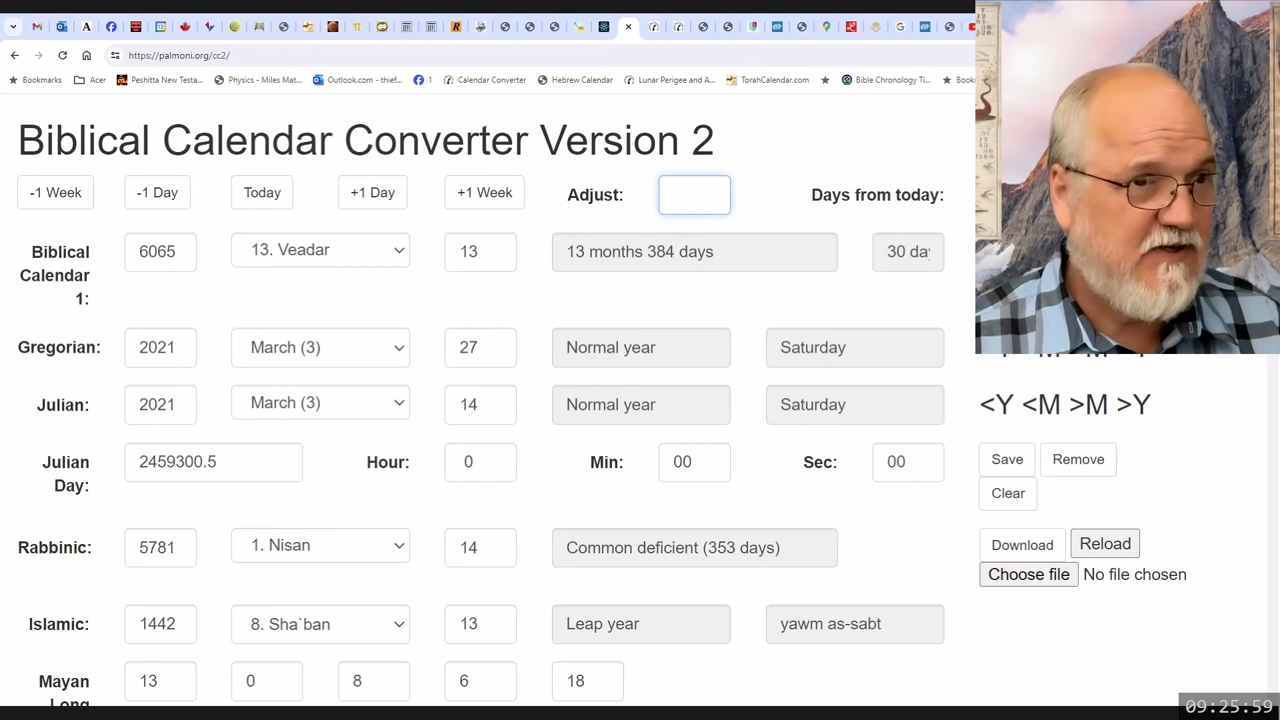 https://palmoni.org/cc2/
Bookmarks Acer Peshitta New Testa... Physics - Miles Mat... Outlook.com - thief... 1 Calendar Converter Hebrew Calendar Lunar Perigee and A... TorahCalendar.com Bible Chronology Ti...
Biblical Calendar Converter Version 2
-1 Week -1 Day Today +1 Day +1 Week Adjust: Days from today:
Biblical Calendar 1: 6065 13. Veadar 13 13 months 384 days 30 da
Gregorian: 2021 March (3) 27 Normal year Saturday
Julian: 2021 March (3) 14 Normal year Saturday <Y <M >M >Y
Julian Day: 2459300.5 Hour: 0 Min: 00 Sec: 00 Save Remove
Clear
Rabbinic: 5781 1. Nisan 14 Common deficient (353 days) Download Reload
Choose file No file chosen
Islamic: 1442 8. Sha`ban 13 Leap year yawm as-sabt
Mayan Long 13 0 8 6 18
09:25:59